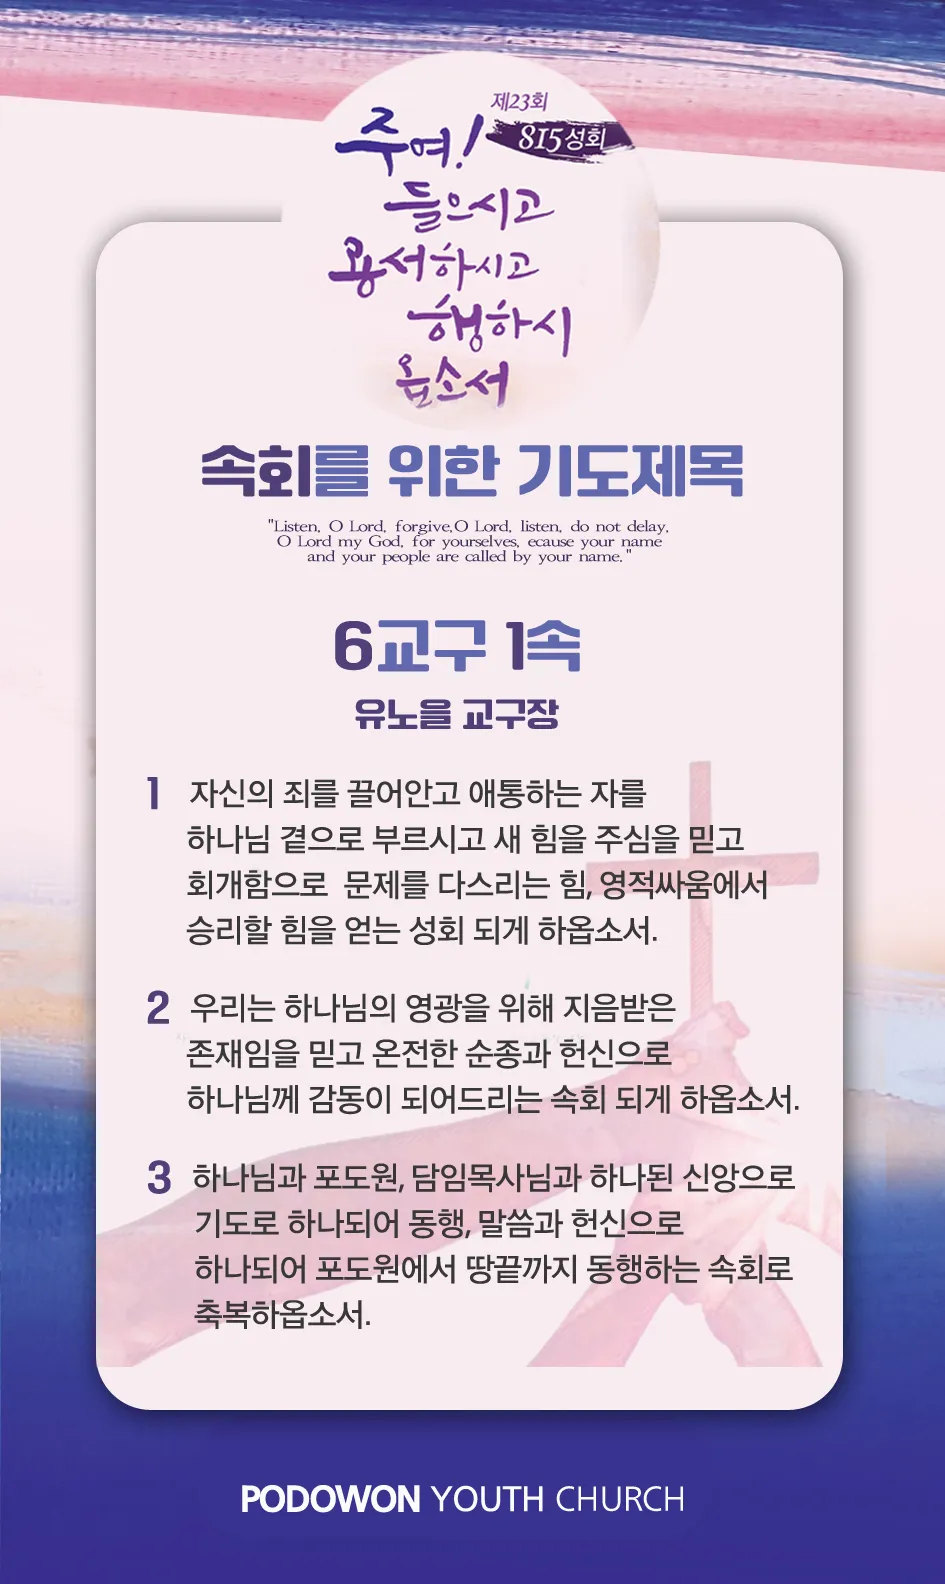 제23회
815성회
주여!
들으시고
용서하시고
행하시
옵소서
속회를 위한 기도제목
"Listen, O Lord, forgive,O Lord, listen, do not delay,
O Lord my God, for yourselves, ecause your name
and your people are called by your name."
6교구 1속
유노을 교구장
1 자신의 죄를 끌어안고 애통하는 자를
하나님 곁으로 부르시고 새 힘을 주심을 믿고
회개함으로 문제를 다스리는 힘, 영적싸움에서
승리할 힘을 얻는 성회 되게 하옵소서.
2 우리는 하나님의 영광을 위해 지음받은
존재임을 믿고 온전한 순종과 헌신으로
하나님께 감동이 되어드리는 속회 되게 하옵소서.
3 하나님과 포도원, 담임목사님과 하나된 신앙으로
기도로 하나되어 동행, 말씀과 헌신으로
하나되어 포도원에서 땅끝까지 동행하는 속회로
축복하옵소서.
PODOWON YOUTH CHURCH